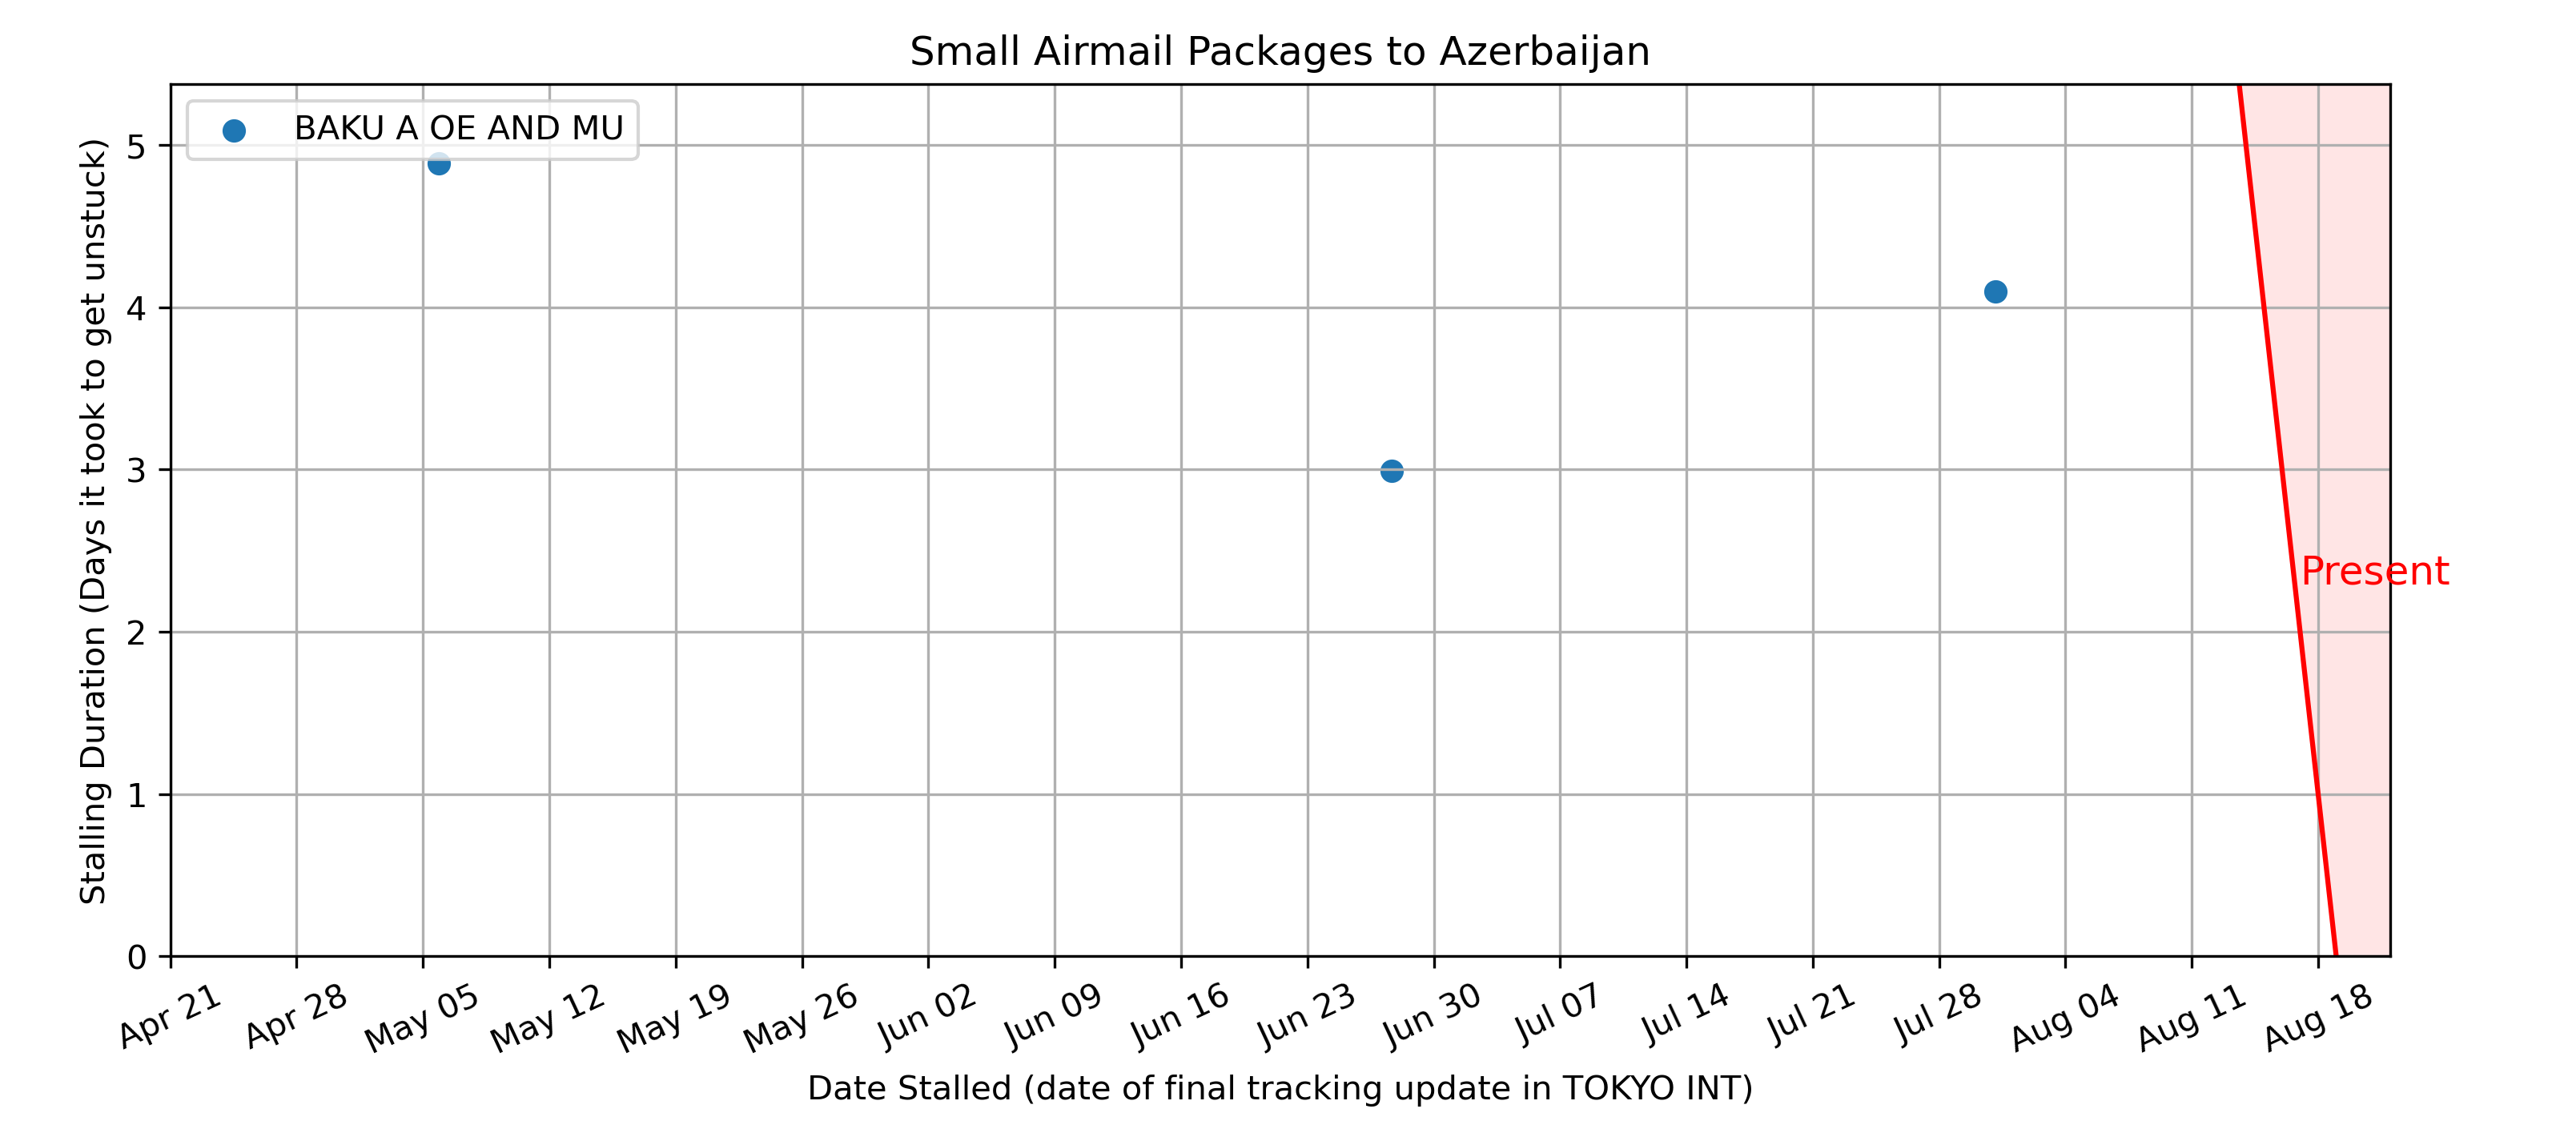 Small Airmail Packages to Azerbaijan
BAKU A OE AND MU
Stalling Duration (Days it took to get unstuck)
5
4
3
2
1
0
Present
Apr 21
Apr 28
May 05
May 12
May 19
May 26
Jun 02
Jun 09
Jun 16
Jun 23
Jun 30
Jul 07
Jul 14
Jul 21
Jul 28
Aug 04
Aug 11
Aug 18
Date Stalled (date of final tracking update in TOKYO INT)